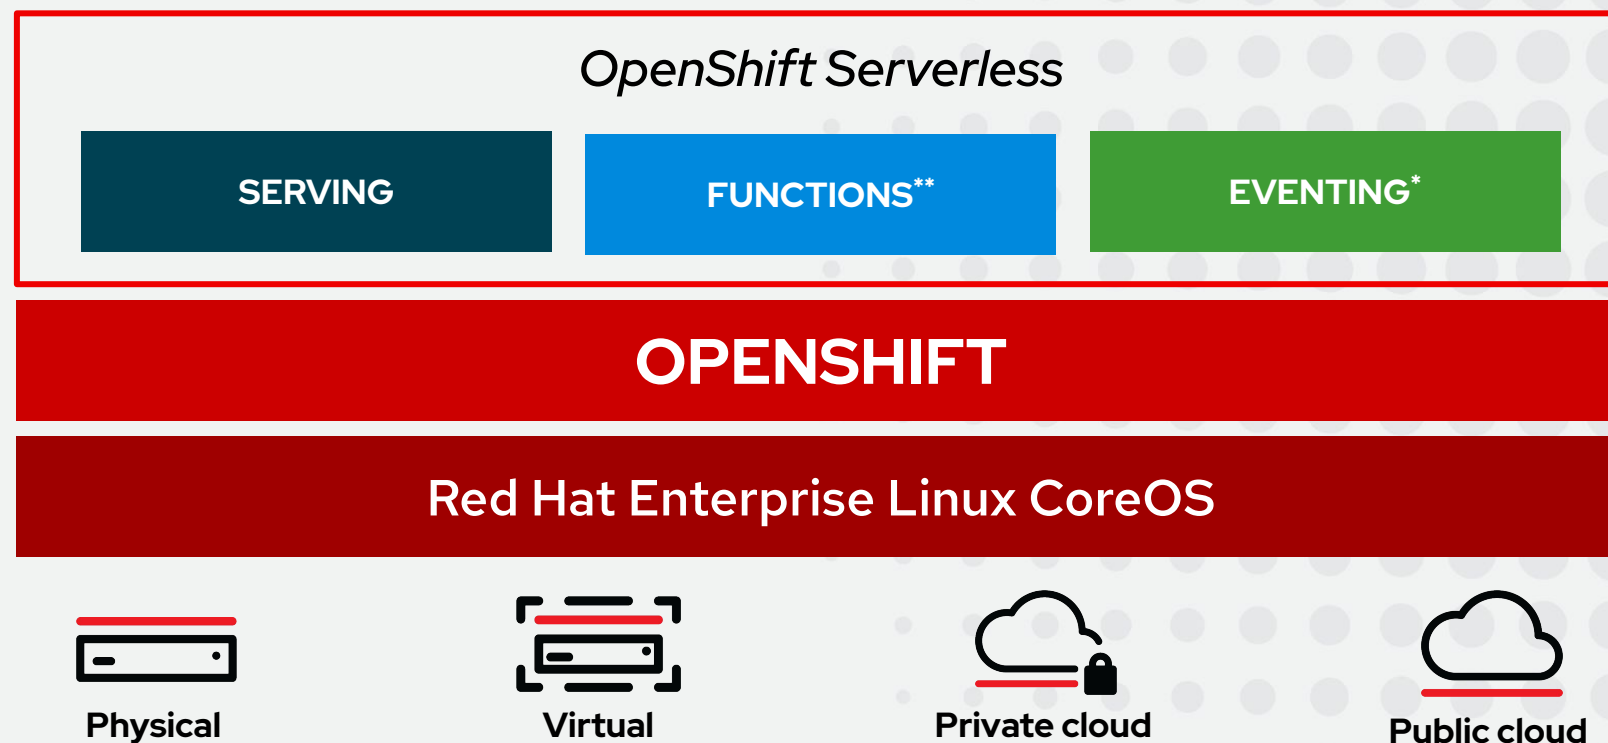 OpenShift Serverless
SERVING
FUNCTIONS**
EVENTING*
OPENSHIFT
Red Hat Enterprise Linux CoreOS
Physical
Virtual
Private cloud
Public cloud